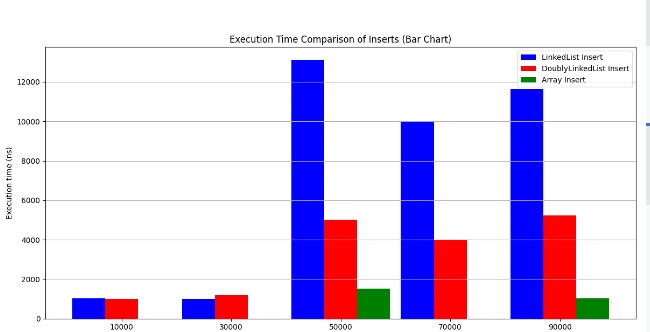 Execution Time Comparison of Inserts (Bar Chart)
LinkedList Insert
DoublyLinkedList Insert
Array Insert
Execution time (ns)
12000
10000
8000
6000
4000
2000
0
10000 30000 50000 70000 90000